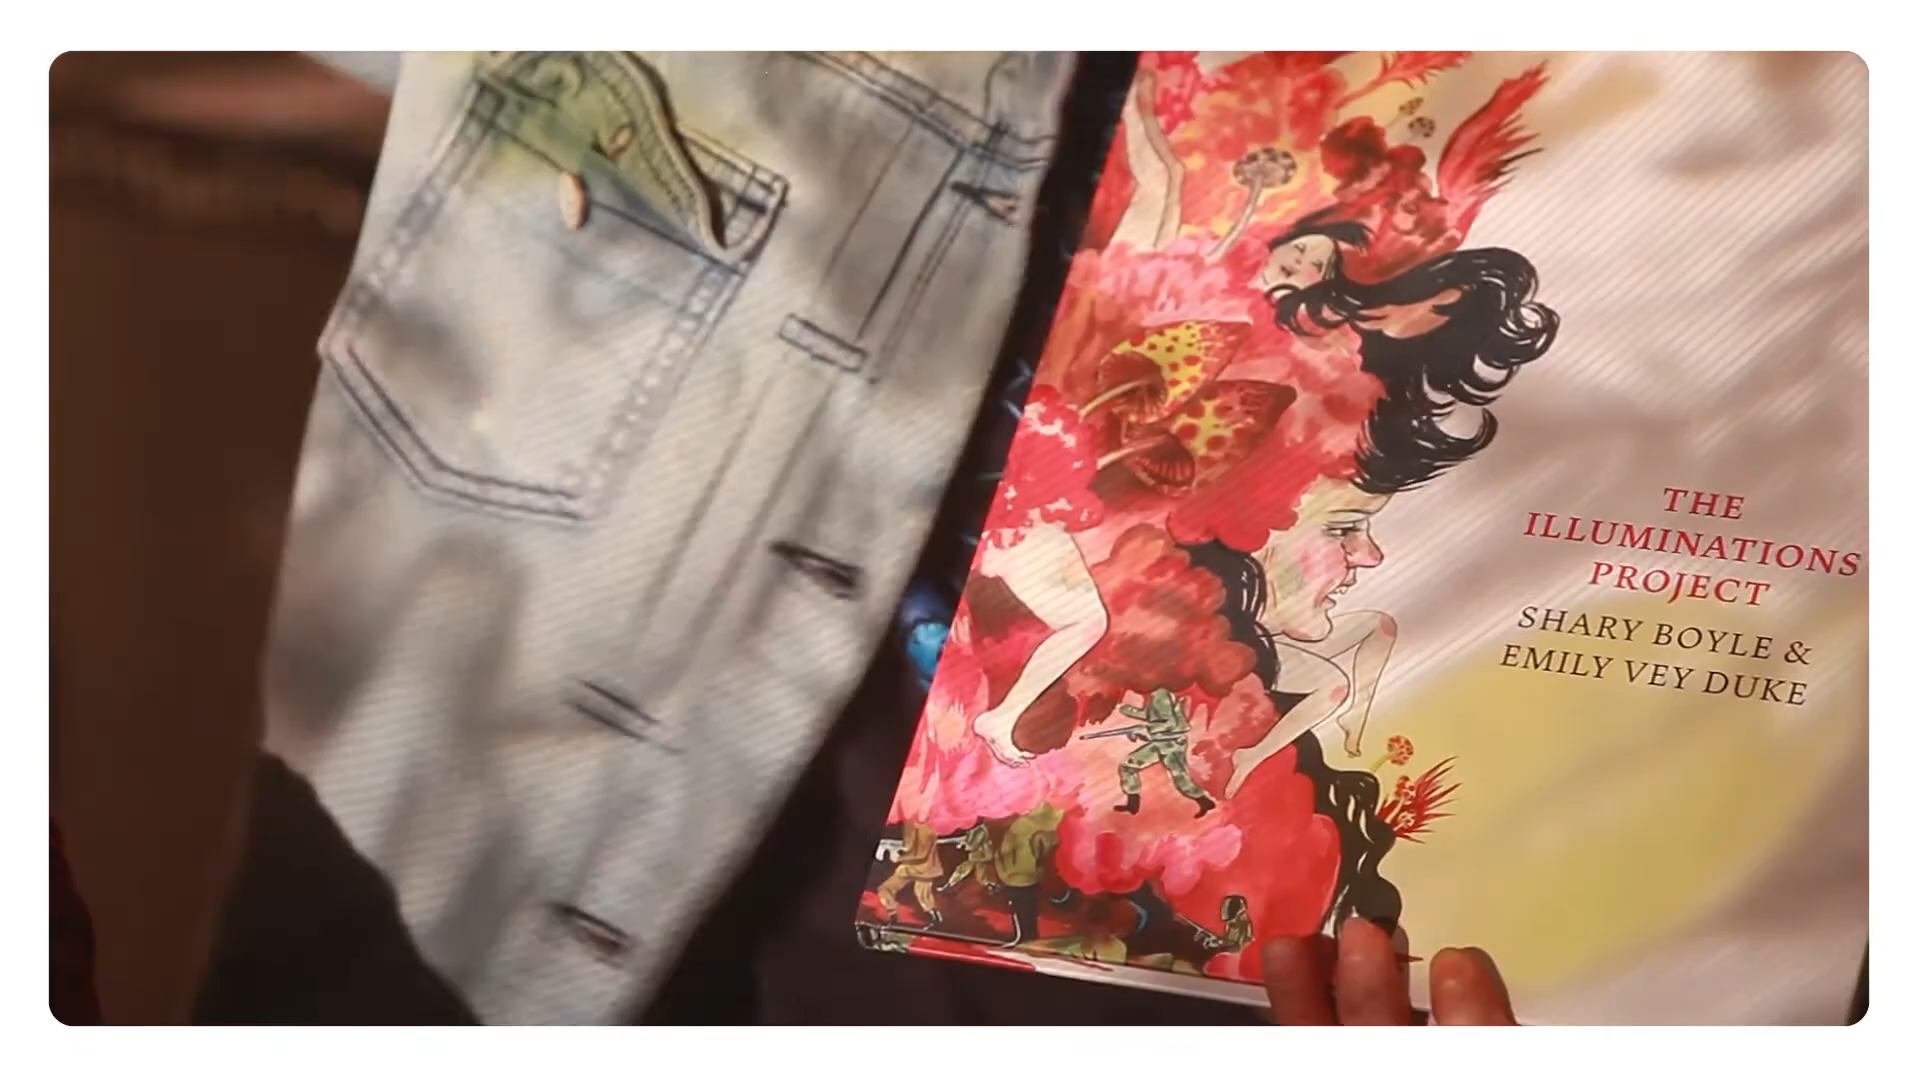 THE
ILLUMINATIONS
PROJECT
SHARY BOYLE &
EMILY VEY DUKE